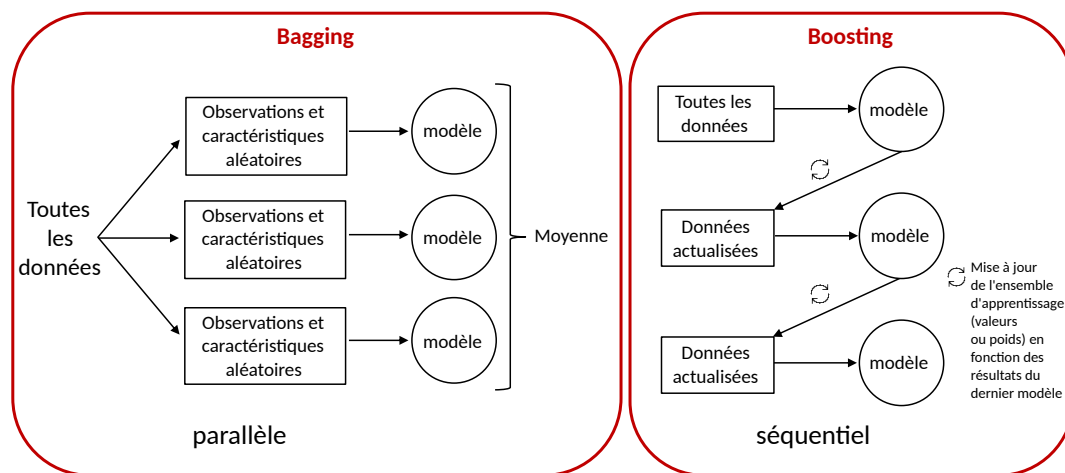 Bagging
Toutes
les
données
Observations et
caractéristiques
aléatoires
modèle
Observations et
caractéristiques
aléatoires
modèle
Observations et
caractéristiques
aléatoires
modèle
Moyenne
parallèle
Boosting
Toutes les
données
modèle
Données
actualisées
modèle
Données
actualisées
modèle
Mise à jour
de l'ensemble
d'apprentissage
(valeurs
ou poids) en
fonction des
résultats du
dernier modèle
séquentiel